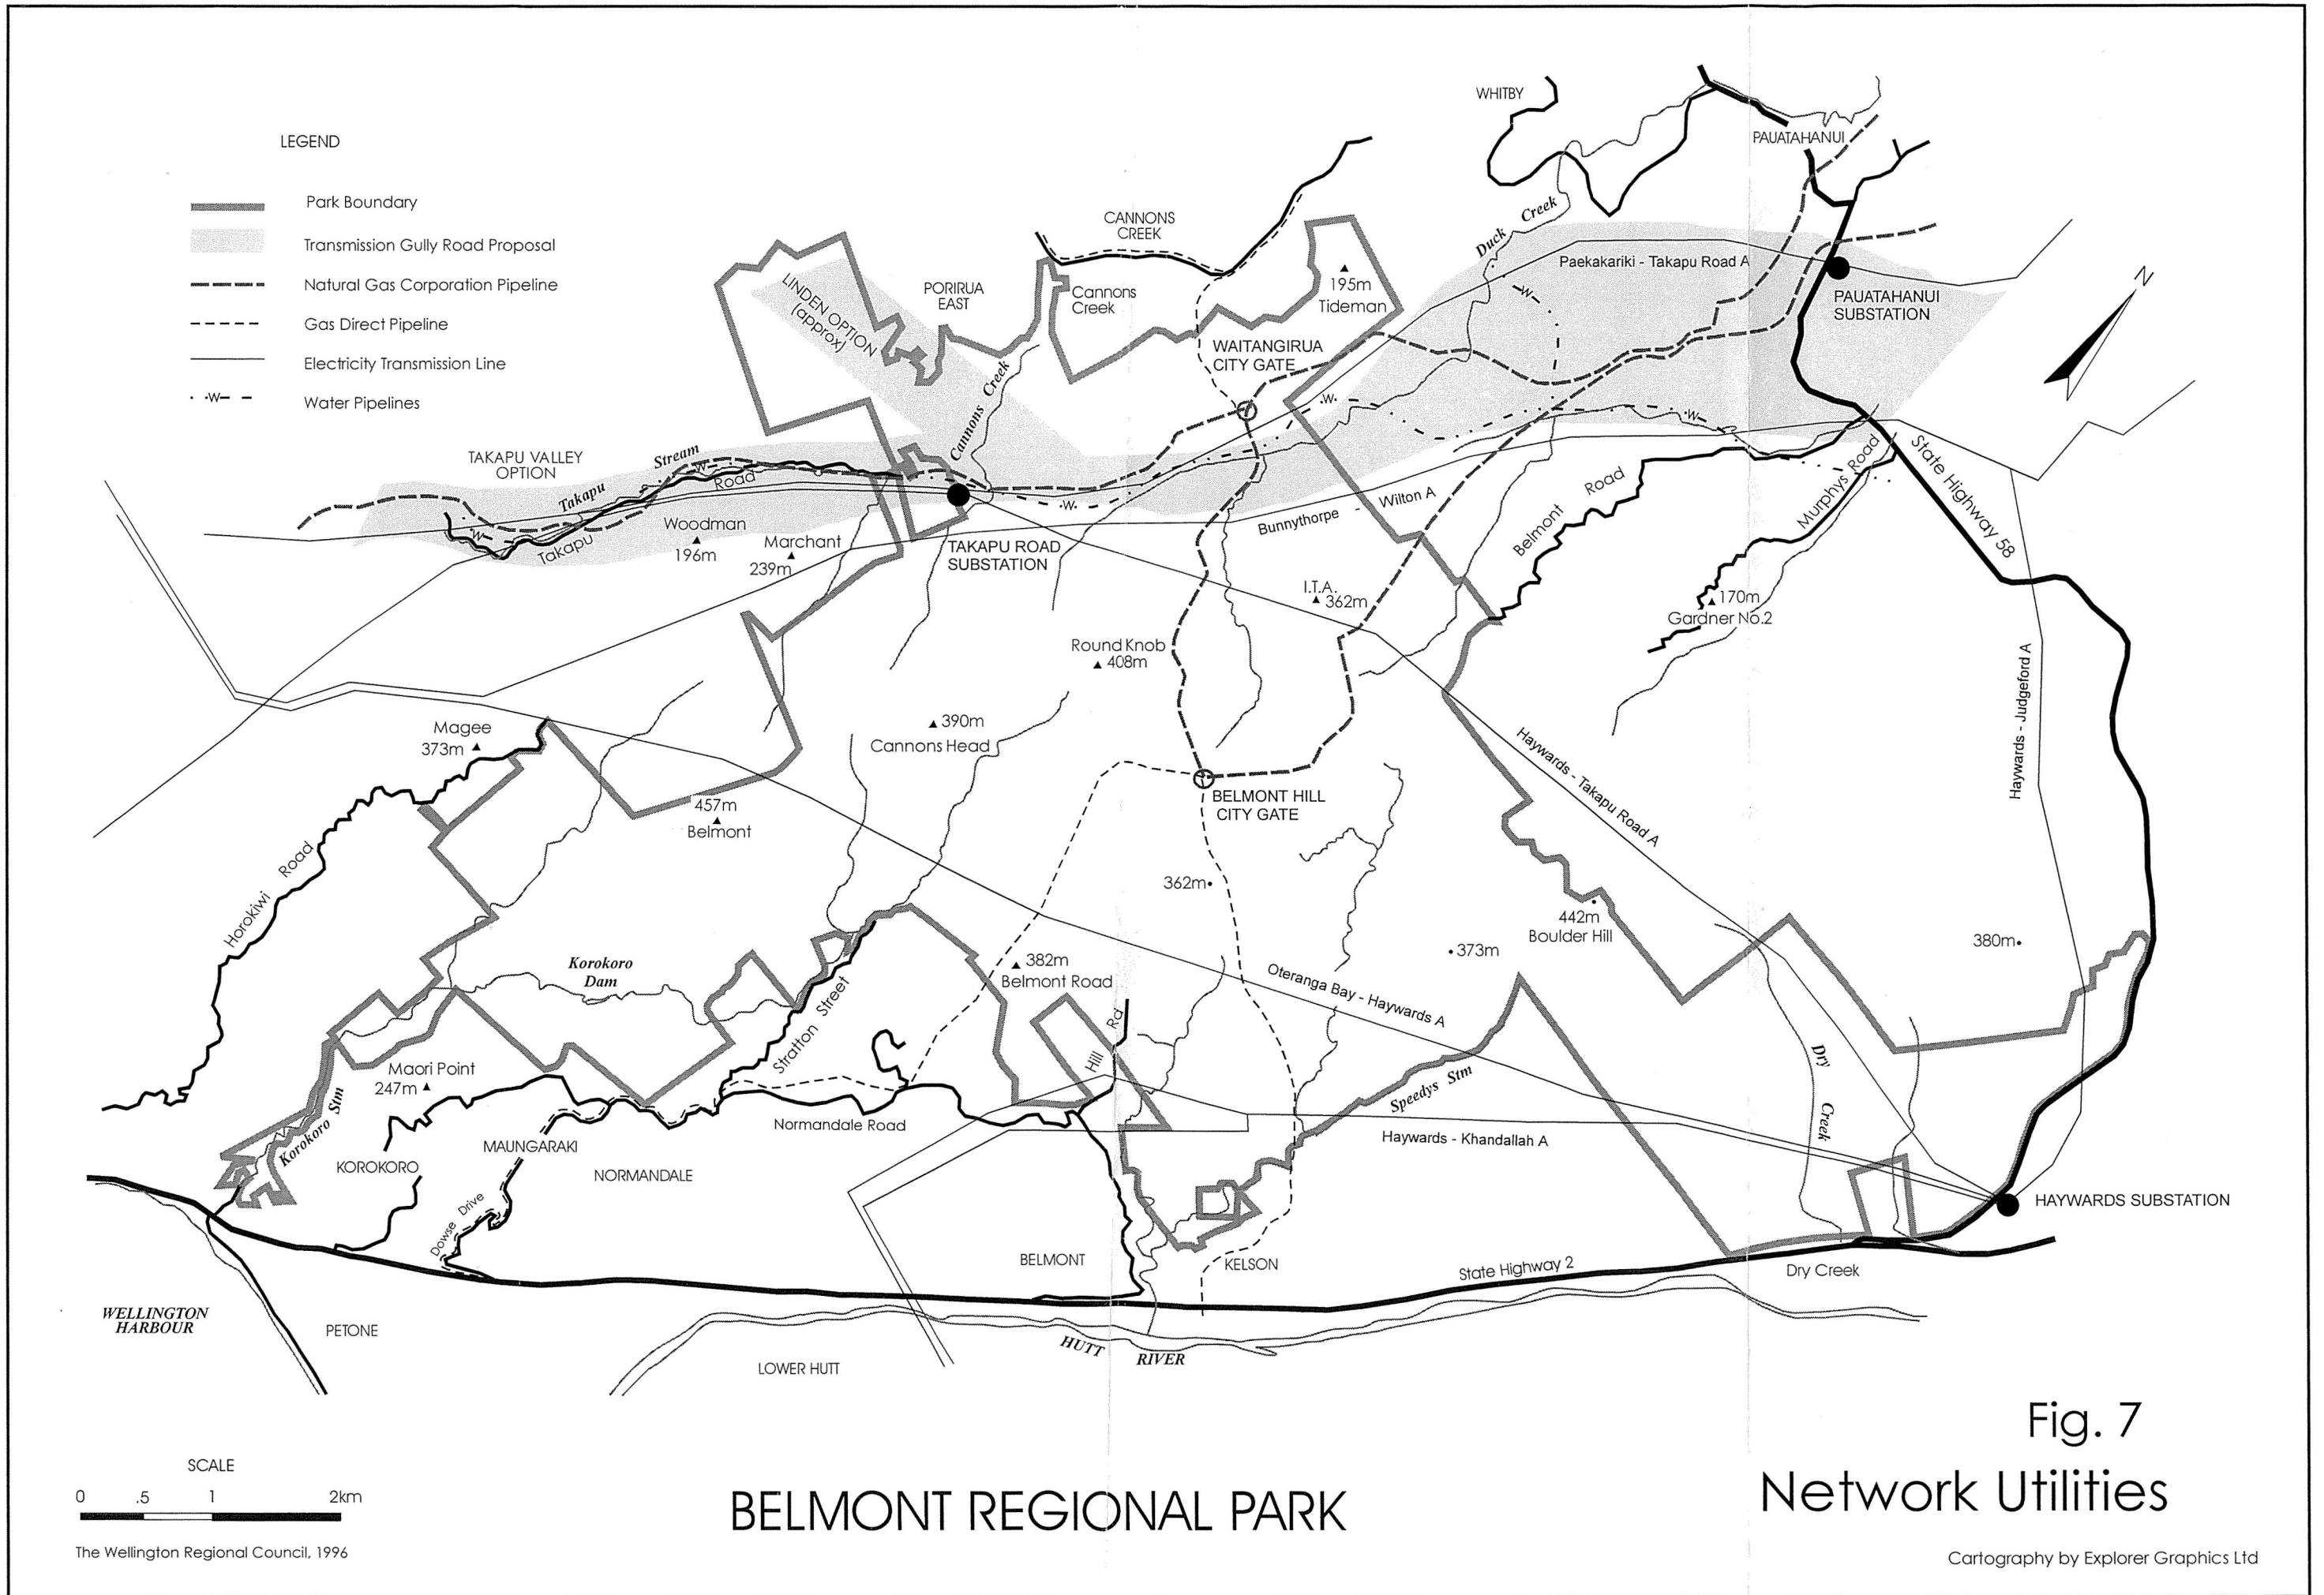 LEGEND
Park Boundary
Transmission Gully Road Proposal
Natural Gas Corporation Pipeline
Gas Direct Pipeline
Electricity Transmission Line
W
Water Pipelines
WHITBY
PAUATAHANUI
CANNONS
CREEK
Duck Creek
Paekakariki - Takapu Road A
N
LINDEN OPTION
(approx)
PORIRUA
EAST
Cannons
Creek
195m
Tideman
W
PAUATAHANUI
SUBSTATION
WAITANGIRUA
CITY GATE
Cannons Creek
W
W
TAKAPU VALLEY
OPTION
Takapu Stream
W
Road
W
Takapu
Woodman
196m
Marchant
239m
TAKAPU ROAD
SUBSTATION
W
Bunnythorpe - Wilton A
Belmont Road
Murphys Road
State Highway 58
I.T.A.
362m
170m
Gardner No.2
Round Knob
408m
Magee
373m
390m
Cannons Head
Haywards - Takapu Road A
Haywards - Judgeford A
457m
Belmont
BELMONT HILL
CITY GATE
Horokiwi Road
362m
442m
Boulder Hill
373m
380m
Korokoro
Dam
382m
Belmont Road
Oteranga Bay - Haywards A
Stratton Street
Hill Rd
Maori Point
247m
Korokoro Stm
Speedys Stm
Dry Creek
Normandale Road
Haywards - Khandallah A
MAUNGARAKI
KOROKORO
NORMANDALE
HAYWARDS SUBSTATION
Dowse Drive
BELMONT
KELSON
State Highway 2
Dry Creek
WELLINGTON
HARBOUR
PETONE
HUTT RIVER
LOWER HUTT
Fig. 7
Network Utilities
SCALE
0 .5 1 2km
BELMONT REGIONAL PARK
The Wellington Regional Council, 1996
Cartography by Explorer Graphics Ltd